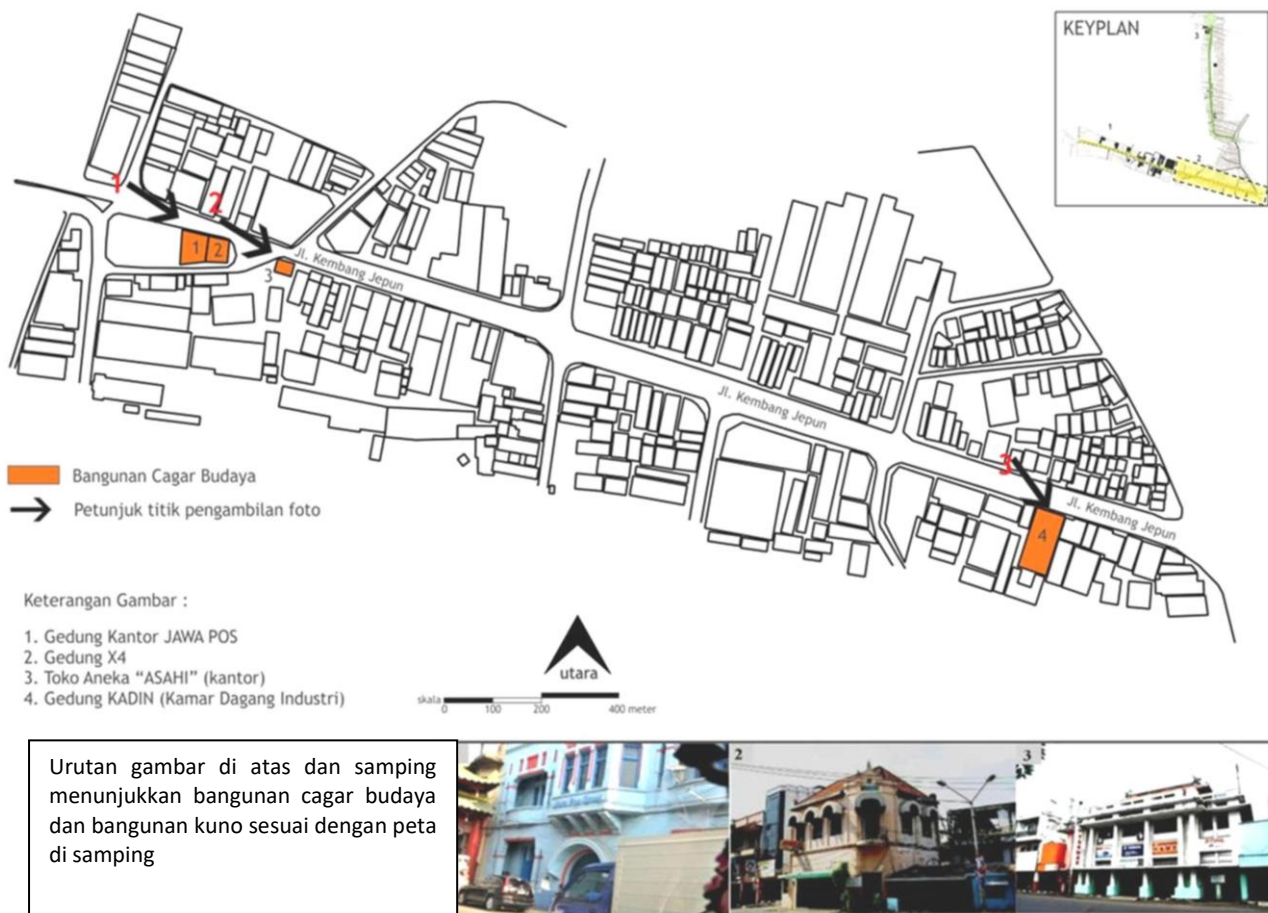 KEYPLAN
3
1
2
1
2
1
2
3
Jl. Kembang Jepun
Jl. Kembang Jepun
3
Jl. Kembang Jepun
4
Bangunan Cagar Budaya
Petunjuk titik pengambilan foto
Keterangan Gambar :
1. Gedung Kantor JAWA POS
2. Gedung X4
3. Toko Aneka “ASAHI” (kantor)
4. Gedung KADIN (Kamar Dagang Industri)
utara
skala
0 100 200 400 meter
Urutan gambar di atas dan samping
menunjukkan bangunan cagar budaya
dan bangunan kuno sesuai dengan peta
di samping
2
3